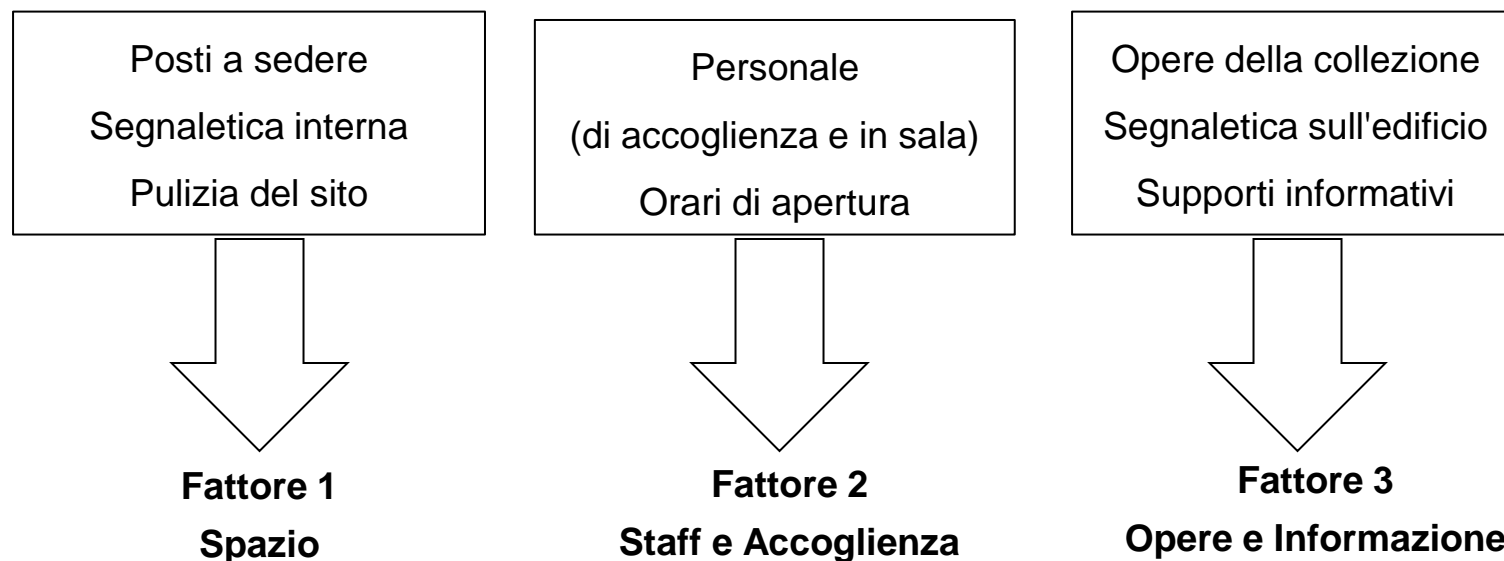 Posti a sedere
Segnaletica interna
Pulizia del sito
Personale
(di accoglienza e in sala)
Orari di apertura
Opere della collezione
Segnaletica sull'edificio
Supporti informativi
Fattore 1
Spazio
Fattore 2
Staff e Accoglienza
Fattore 3
Opere e Informazione